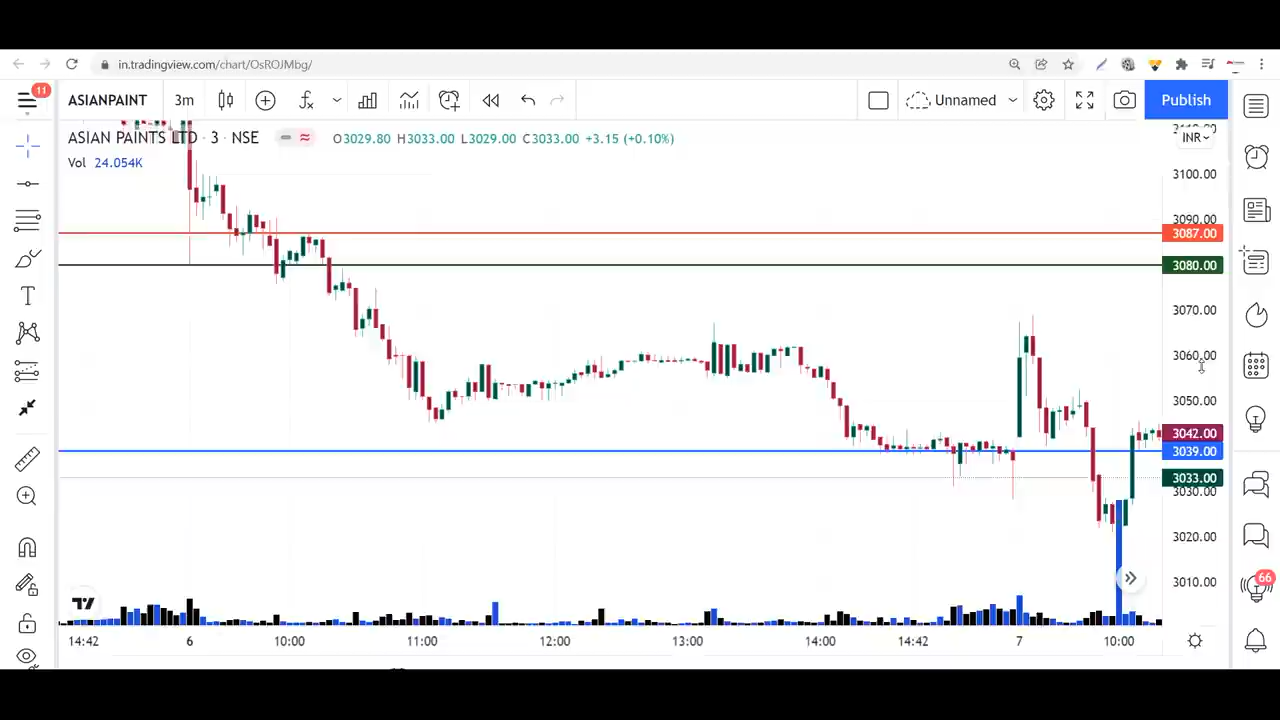 in.tradingview.com/chart/OsROJMbg/
11
ASIANPAINT 3m Unnamed Publish
ASIAN PAINTS LTD · 3 · NSE O3029.80 H3033.00 L3029.00 C3033.00 +3.15 (+0.10%)
Vol 24.054K
INR
3100.00
3090.00
3087.00
3080.00
3070.00
3060.00
3050.00
3042.00
3039.00
3033.00
3030.00
3020.00
3010.00
66
14:42 6 10:00 11:00 12:00 13:00 14:00 14:42 7 10:00